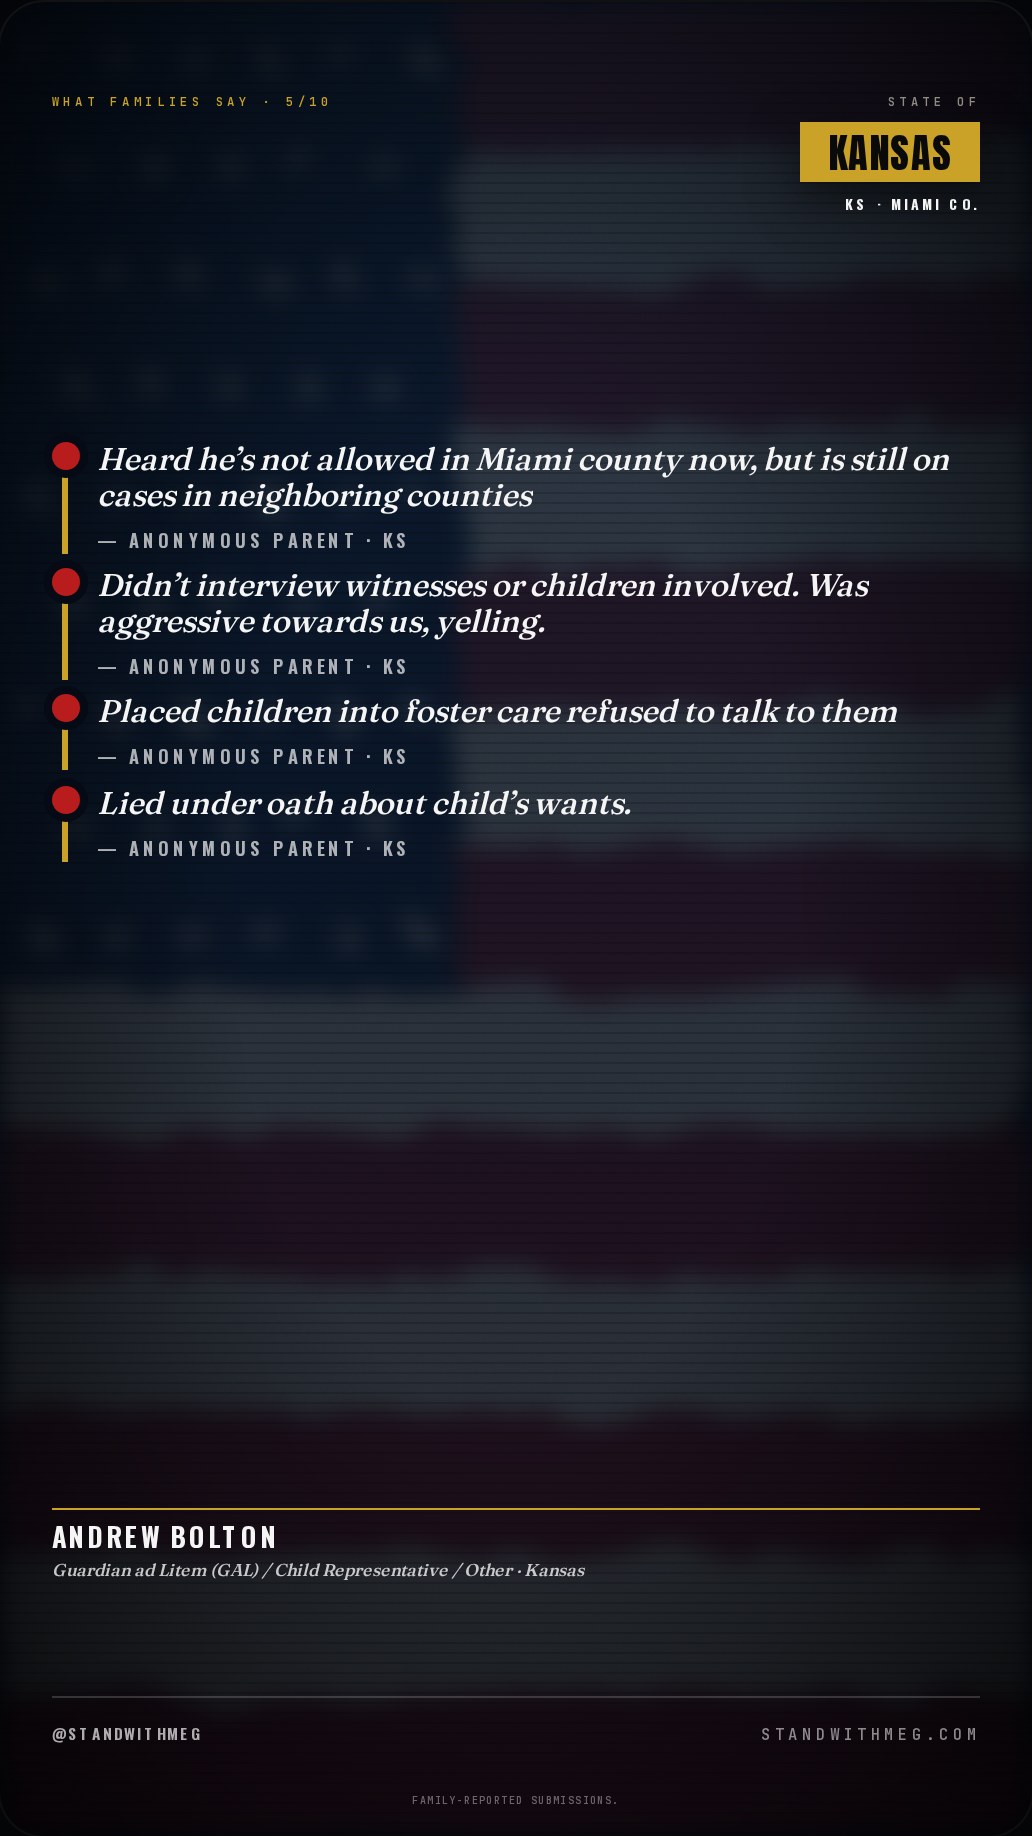 WHAT FAMILIES SAY · 5/10
STATE OF
KANSAS
KS · MIAMI CO.
Heard he’s not allowed in Miami county now, but is still on
cases in neighboring counties
— ANONYMOUS PARENT · KS
Didn’t interview witnesses or children involved. Was
aggressive towards us, yelling.
— ANONYMOUS PARENT · KS
Placed children into foster care refused to talk to them
— ANONYMOUS PARENT · KS
Lied under oath about child’s wants.
— ANONYMOUS PARENT · KS
ANDREW BOLTON
Guardian ad Litem (GAL) / Child Representative / Other · Kansas
@STANDWITHMEG
STANDWITHMEG.COM
FAMILY-REPORTED SUBMISSIONS.